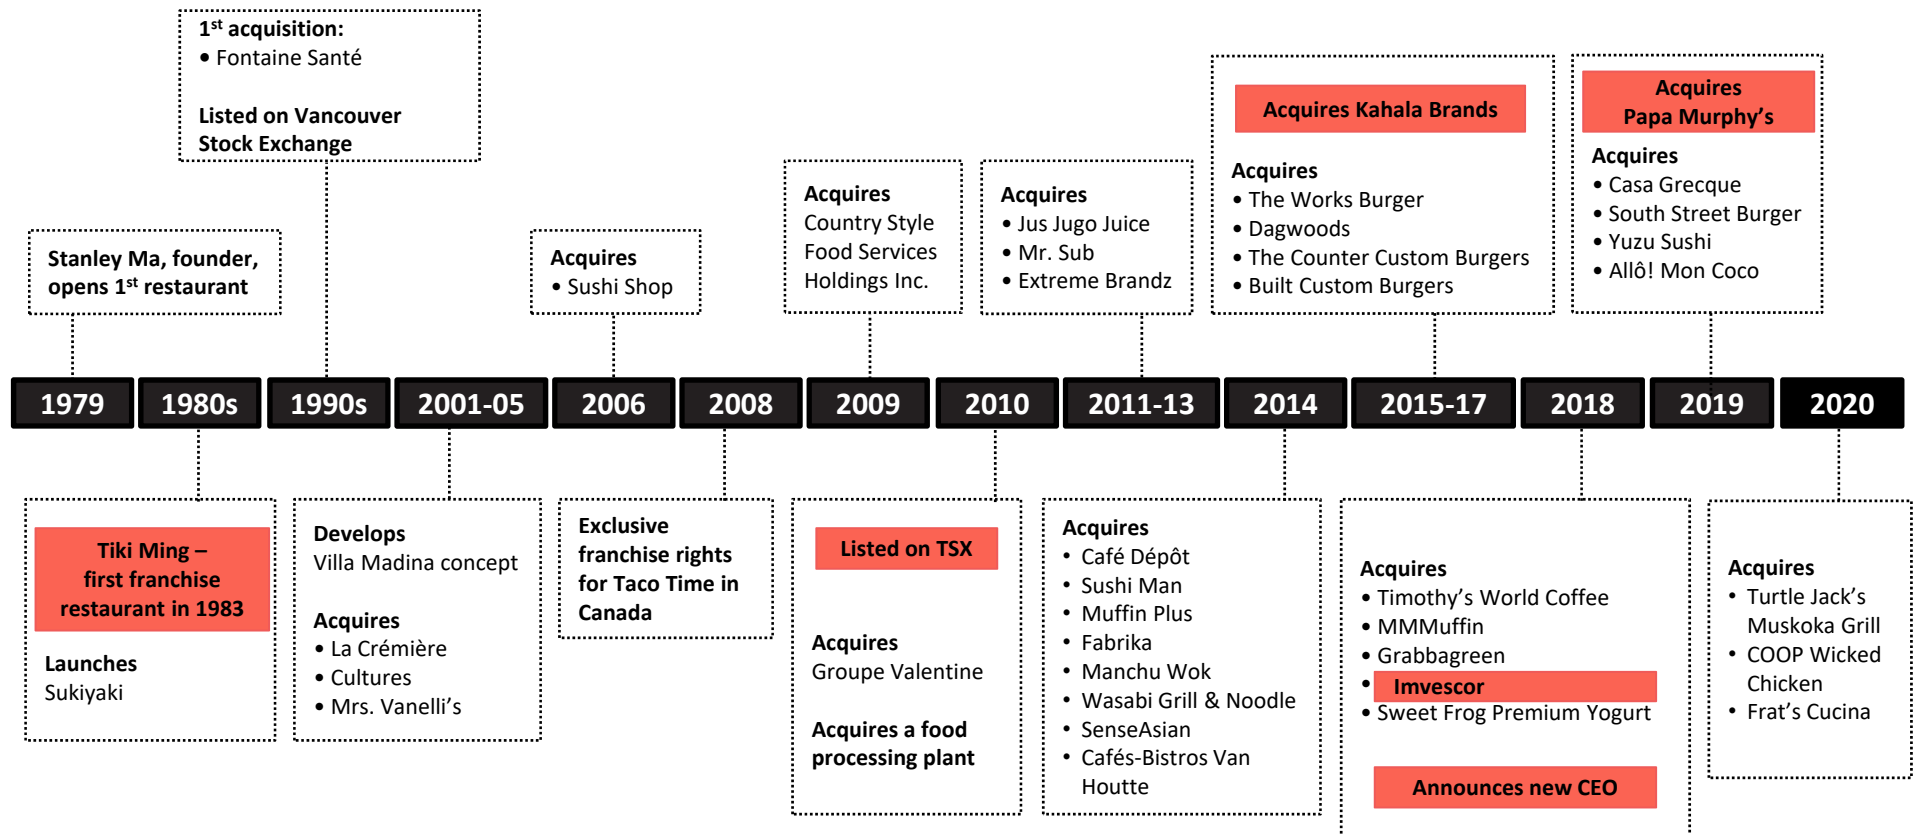 1st acquisition:
• Fontaine Santé
Listed on Vancouver
Stock Exchange
Acquires Kahala Brands
Acquires
• The Works Burger
• Dagwoods
• The Counter Custom Burgers
• Built Custom Burgers
Acquires
Papa Murphy's
Acquires
• Casa Grecque
• South Street Burger
• Yuzu Sushi
• Allô! Mon Coco
Stanley Ma, founder,
opens 1st restaurant
Acquires
• Sushi Shop
Acquires
Country Style
Food Services
Holdings Inc.
Acquires
• Jus Jugo Juice
• Mr. Sub
• Extreme Brandz
1979
1980s
1990s
2001-05
2006
2008
2009
2010
2011-13
2014
2015-17
2018
2019
2020
Tiki Ming –
first franchise
restaurant in 1983
Launches
Sukiyaki
Develops
Villa Madina concept
Acquires
• La Crémière
• Cultures
• Mrs. Vanelli's
Exclusive
franchise rights
for Taco Time in
Canada
Listed on TSX
Acquires
Groupe Valentine
Acquires a food
processing plant
Acquires
• Café Dépôt
• Sushi Man
• Muffin Plus
• Fabrika
• Manchu Wok
• Wasabi Grill & Noodle
• SenseAsian
• Cafés-Bistros Van
Houtte
Acquires
• Timothy's World Coffee
• MMMuffin
• Grabbagreen
• Imvescor
• Sweet Frog Premium Yogurt
Announces new CEO
Acquires
• Turtle Jack's
Muskoka Grill
• COOP Wicked
Chicken
• Frat's Cucina